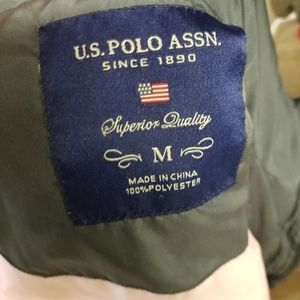 U.S. POLO ASSN.
SINCE 1890
Superior Quality
M
MADE IN CHINA
100%POLYESTER